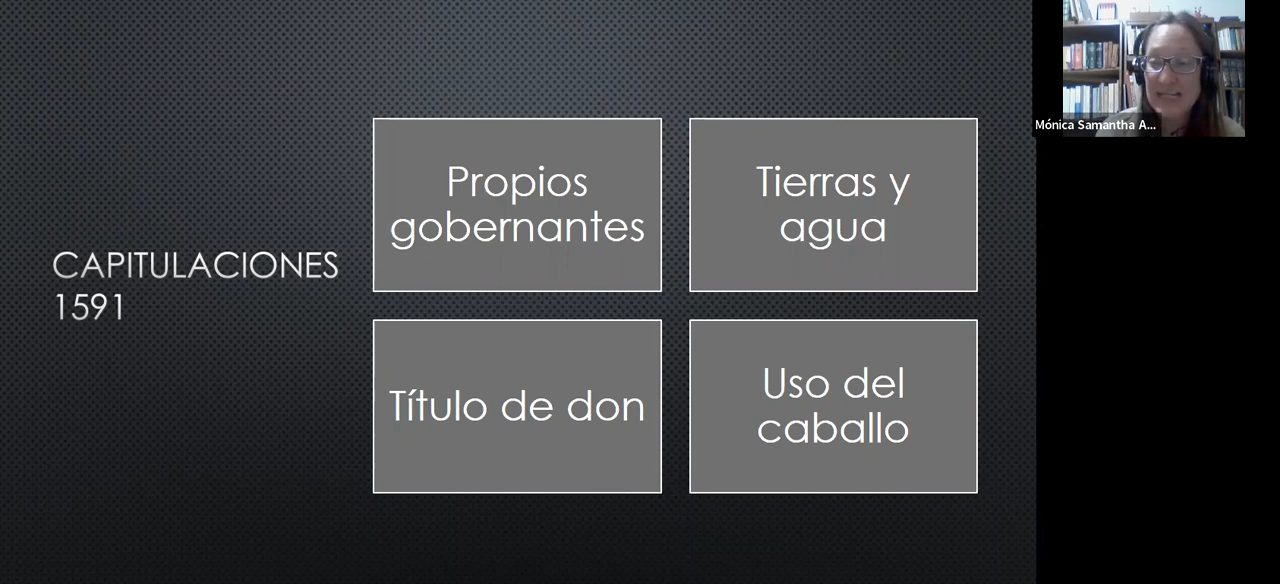 CAPITULACIONES
1591
Propios
gobernantes
Tierras y
agua
Título de don
Uso del
caballo
Mónica Samantha A...